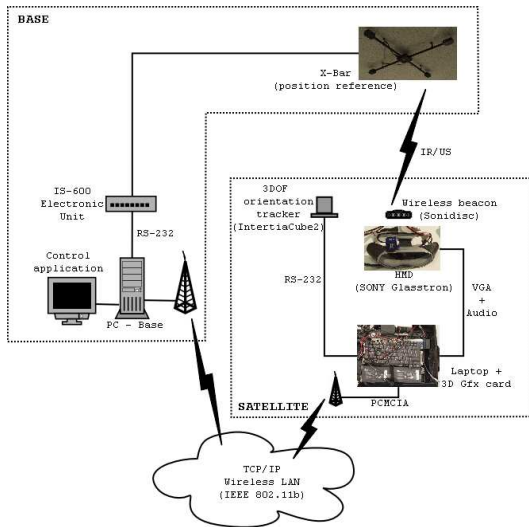 BASE
X-Bar
(position reference)
IR/US
IS-600
Electronic
Unit
RS-232
Control
application
PC - Base
3DOF
orientation
tracker
(IntertiaCube2)
Wireless beacon
(Sonidisc)
HMD
(SONY Glasstron)
RS-232
VGA
+
Audio
Laptop +
3D Gfx card
PCMCIA
SATELLITE
TCP/IP
Wireless LAN
(IEEE 802.11b)